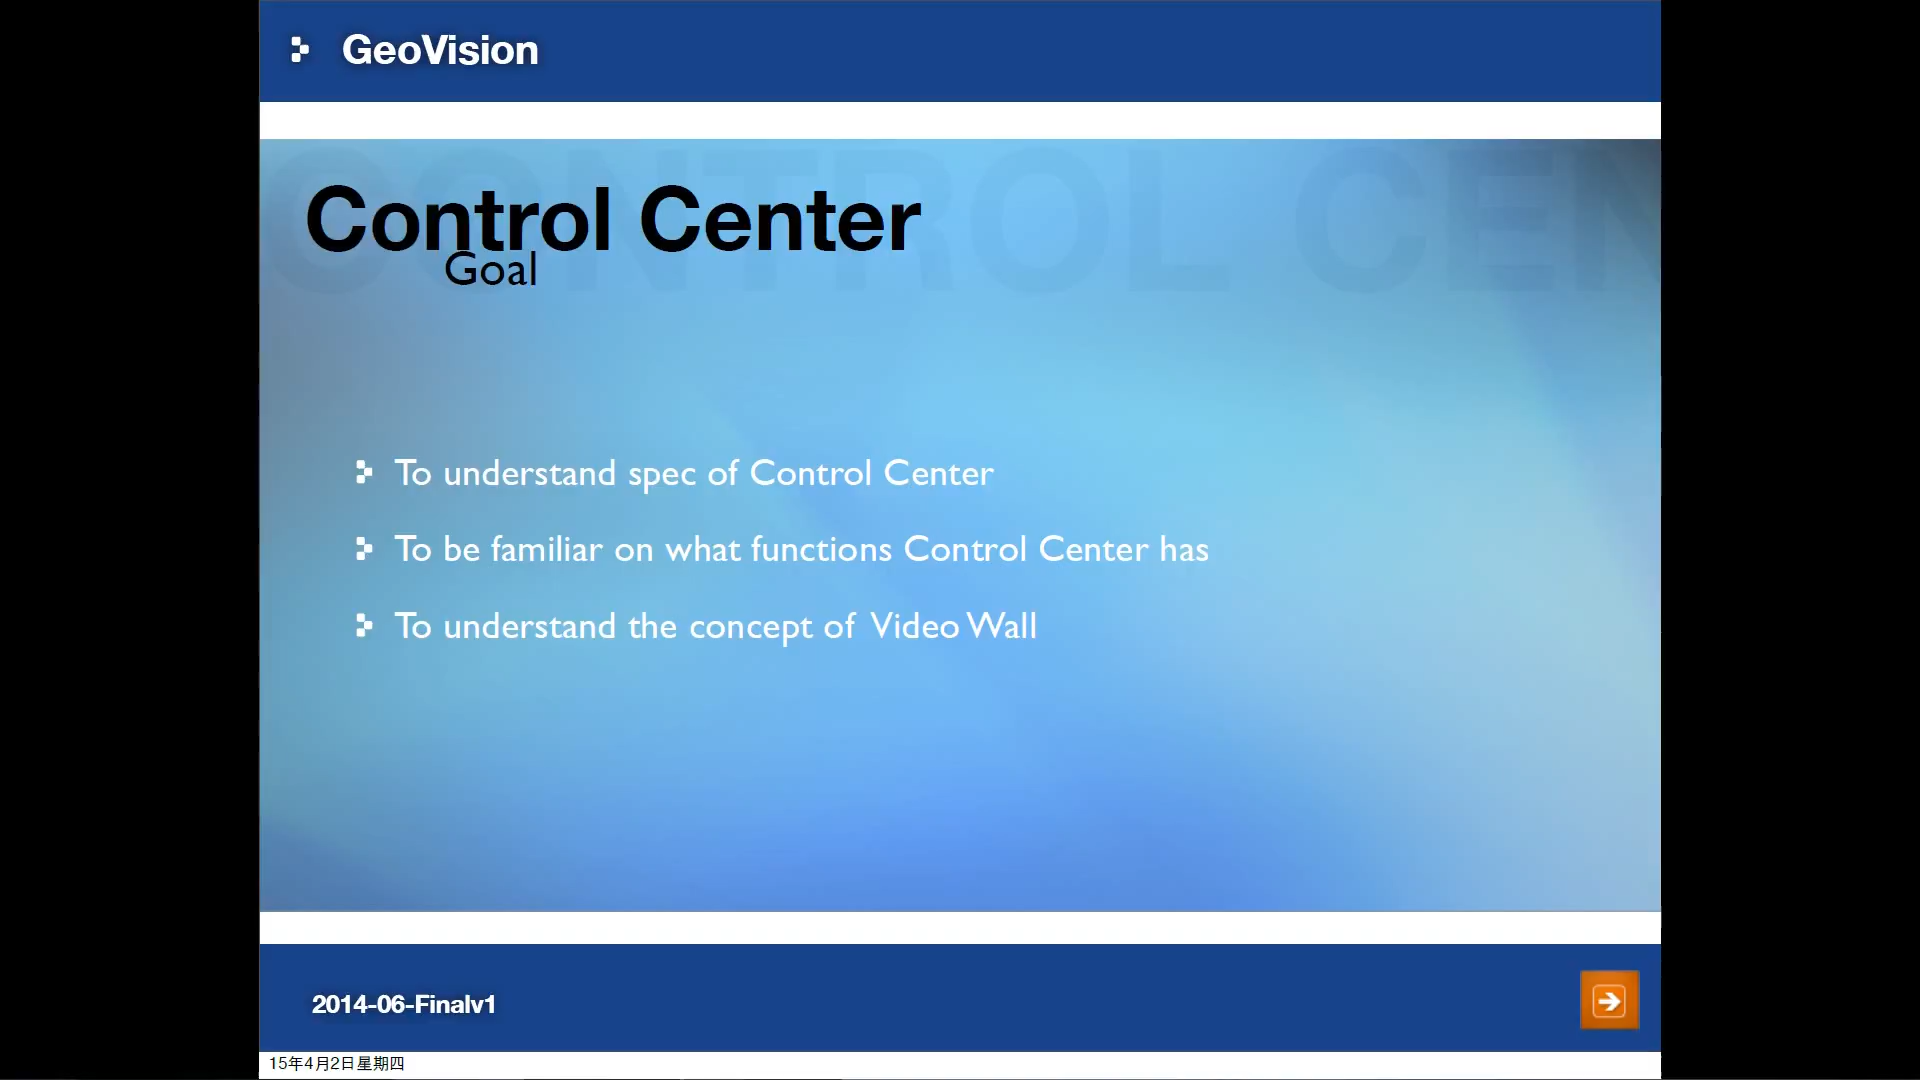 GeoVision
CONTROL CEN
Control Center
Goal
To understand spec of Control Center
To be familiar on what functions Control Center has
To understand the concept of Video Wall
2014-06-Finalv1
15年4月2日星期四